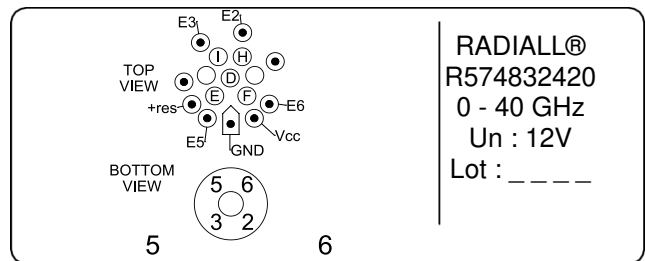 E3 E2
I H
TOP
VIEW
D
E F
+res
E6
E5
Vcc
GND
BOTTOM
VIEW
5 6
3 2
5 6
RADIALL®
R574832420
0 - 40 GHz
Un : 12V
Lot : _ _ _ _